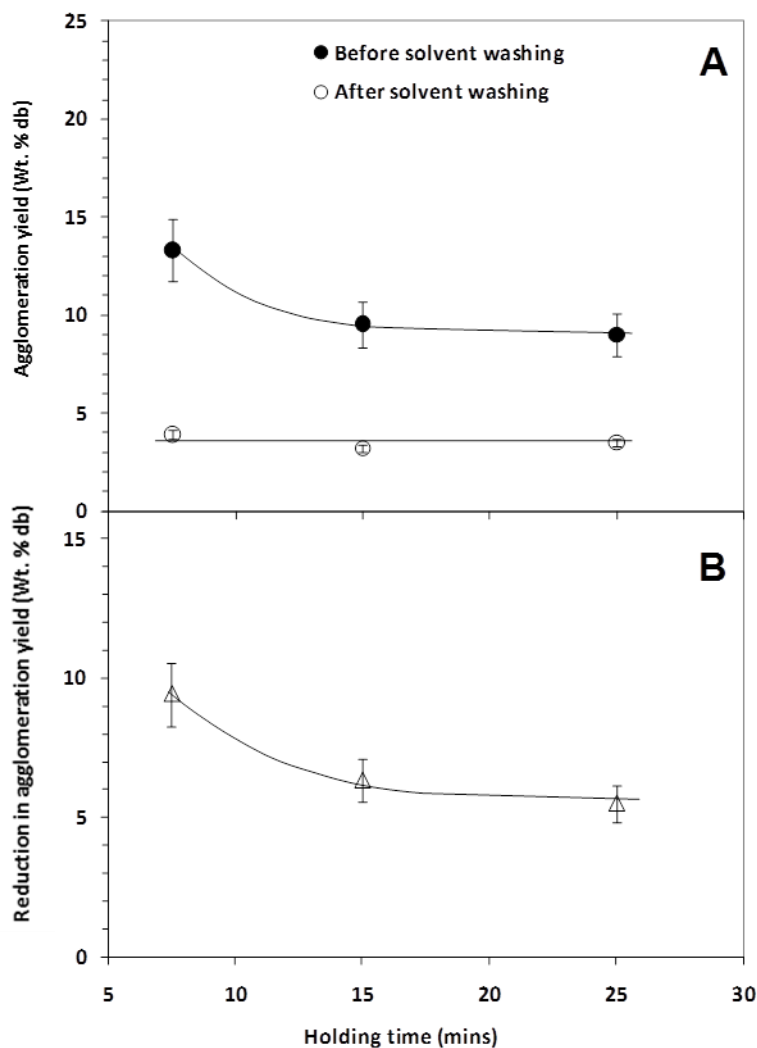 25
Before solvent washing
A
After solvent washing
20
15
10
5
0
Agglomeration yield (Wt. % db)
15
B
10
5
0
Reduction in agglomeration yield (Wt. % db)
5 10 15 20 25 30
Holding time (mins)